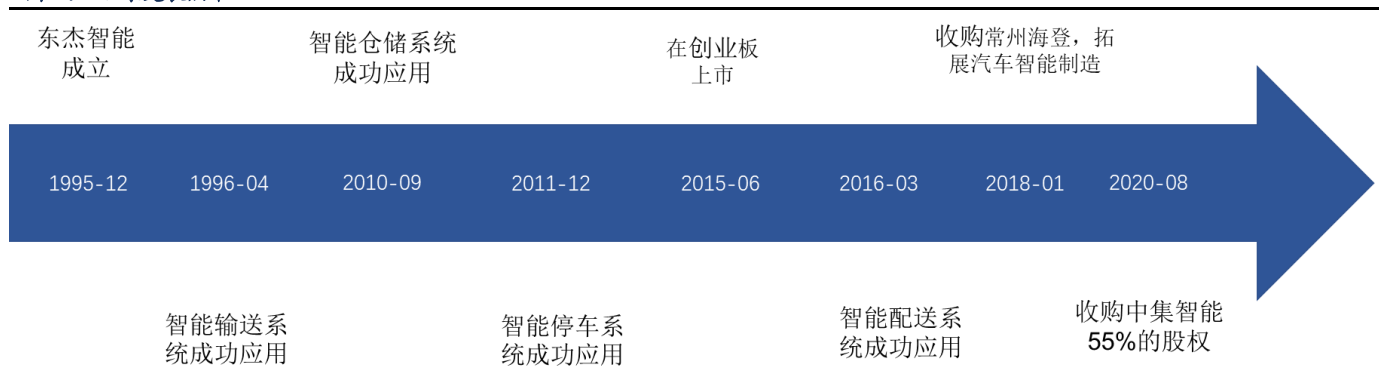 东杰智能
成立
智能仓储系统
成功应用
在创业板
上市
收购常州海登，拓
展汽车智能制造
1995-12
1996-04
2010-09
2011-12
2015-06
2016-03
2018-01
2020-08
智能输送系
统成功应用
智能停车系
统成功应用
智能配送系
统成功应用
收购中集智能
55%的股权